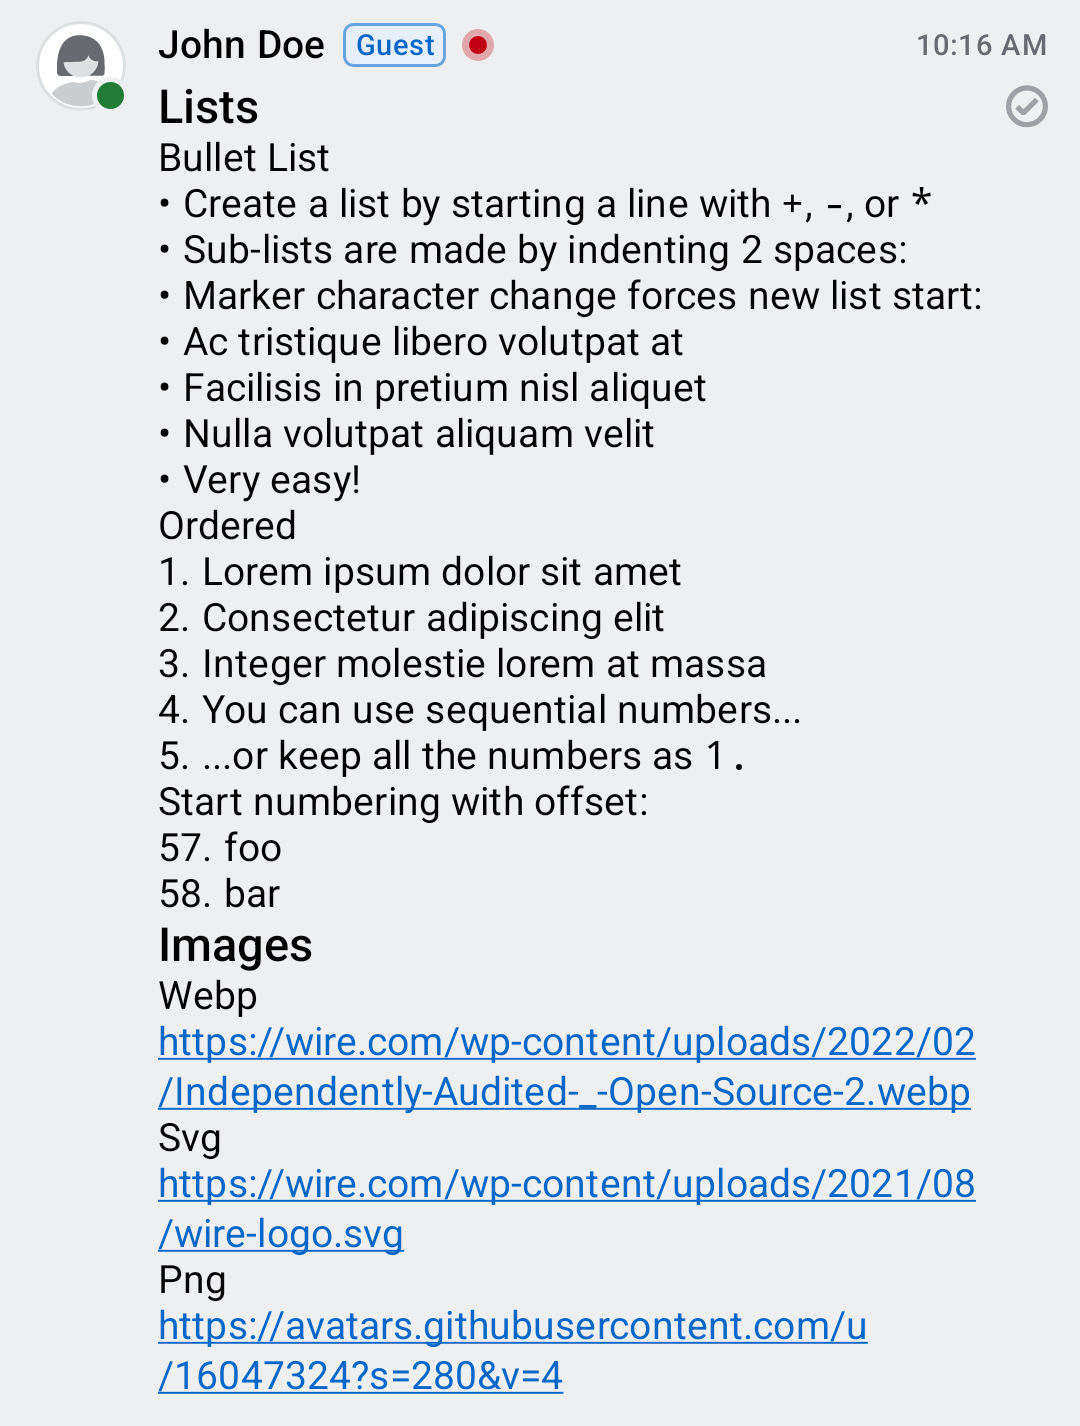 John Doe Guest 10:16 AM
Lists
Bullet List
• Create a list by starting a line with +, -, or *
• Sub-lists are made by indenting 2 spaces:
• Marker character change forces new list start:
• Ac tristique libero volutpat at
• Facilisis in pretium nisl aliquet
• Nulla volutpat aliquam velit
• Very easy!
Ordered
1. Lorem ipsum dolor sit amet
2. Consectetur adipiscing elit
3. Integer molestie lorem at massa
4. You can use sequential numbers...
5. ...or keep all the numbers as 1.
Start numbering with offset:
57. foo
58. bar
Images
Webp
https://wire.com/wp-content/uploads/2022/02
/Independently-Audited-_-Open-Source-2.webp
Svg
https://wire.com/wp-content/uploads/2021/08
/wire-logo.svg
Png
https://avatars.githubusercontent.com/u
/16047324?s=280&v=4